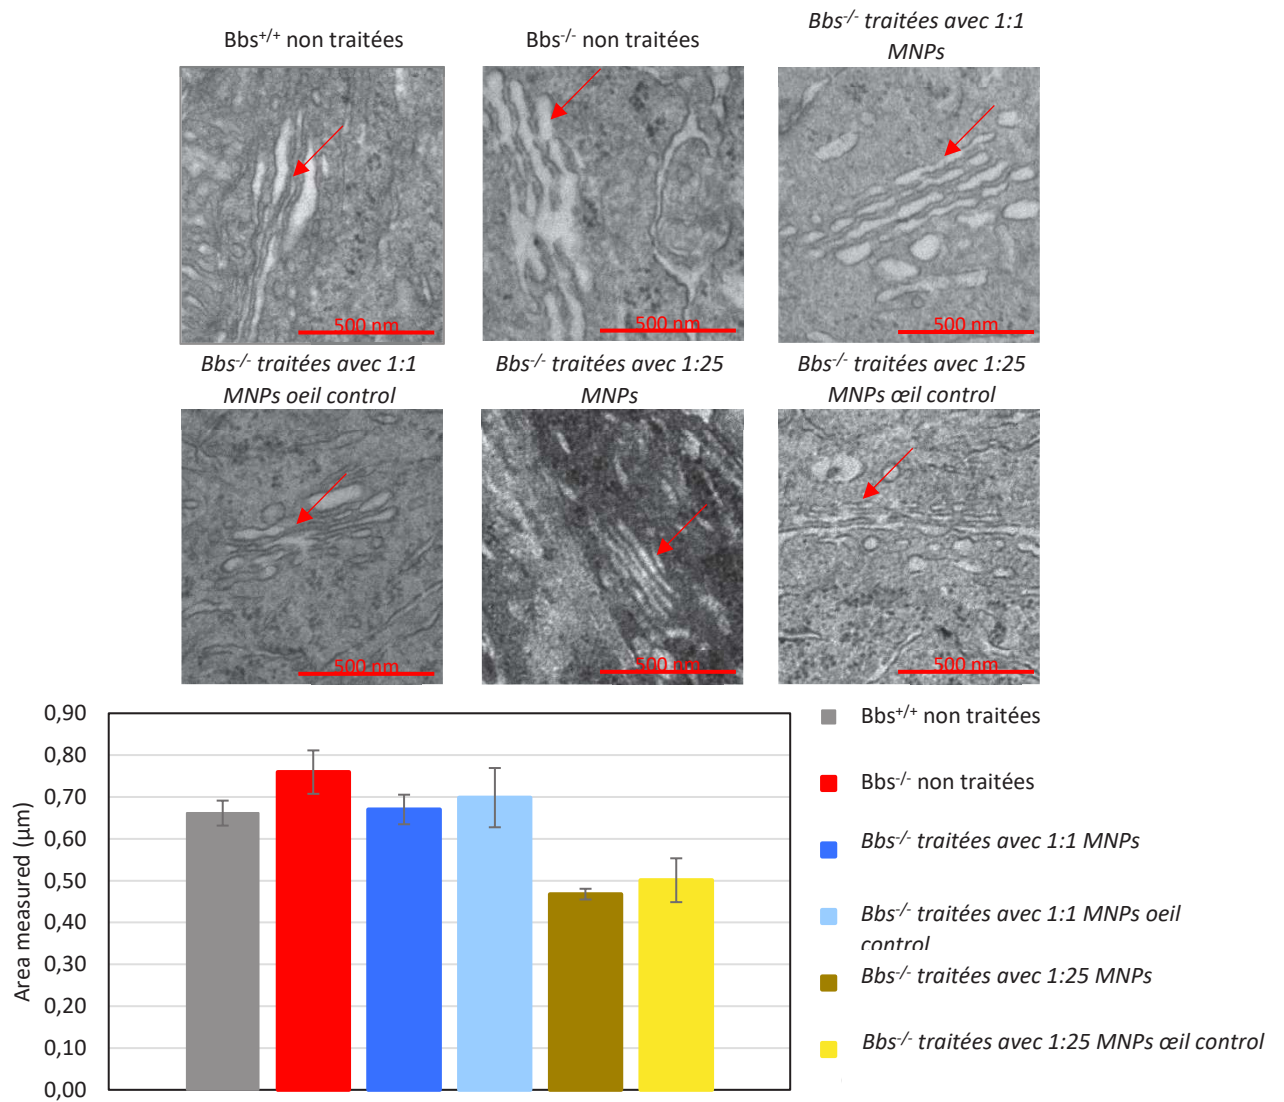 Bbs+/+ non traitées
Bbs-/- non traitées
Bbs-/- traitées avec 1:1
MNPs
500 nm
500 nm
500 nm
Bbs-/- traitées avec 1:1
MNPs oeil control
Bbs-/- traitées avec 1:25
MNPs
Bbs-/- traitées avec 1:25
MNPs œil control
500 nm
500 nm
500 nm
Area measured (µm)
0,90
0,80
0,70
0,60
0,50
0,40
0,30
0,20
0,10
0,00
Bbs+/+ non traitées
Bbs-/- non traitées
Bbs-/- traitées avec 1:1 MNPs
Bbs-/- traitées avec 1:1 MNPs oeil
control
Bbs-/- traitées avec 1:25 MNPs
Bbs-/- traitées avec 1:25 MNPs œil control